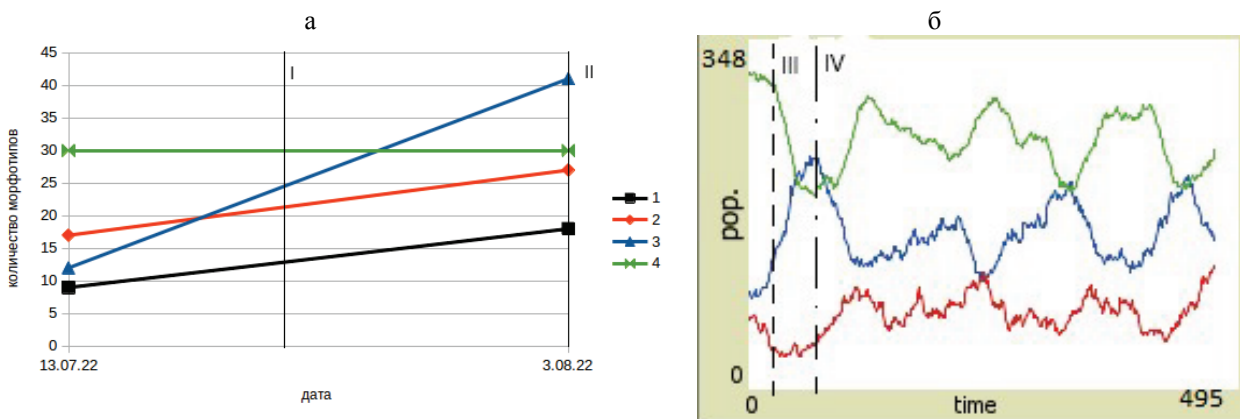 а
45
40
35
30
25
20
15
10
5
0
количество морфотипов
I
II
13.07.22
3.08.22
дата
1
2
3
4
б
348
III
IV
pop.
0
0
time
495